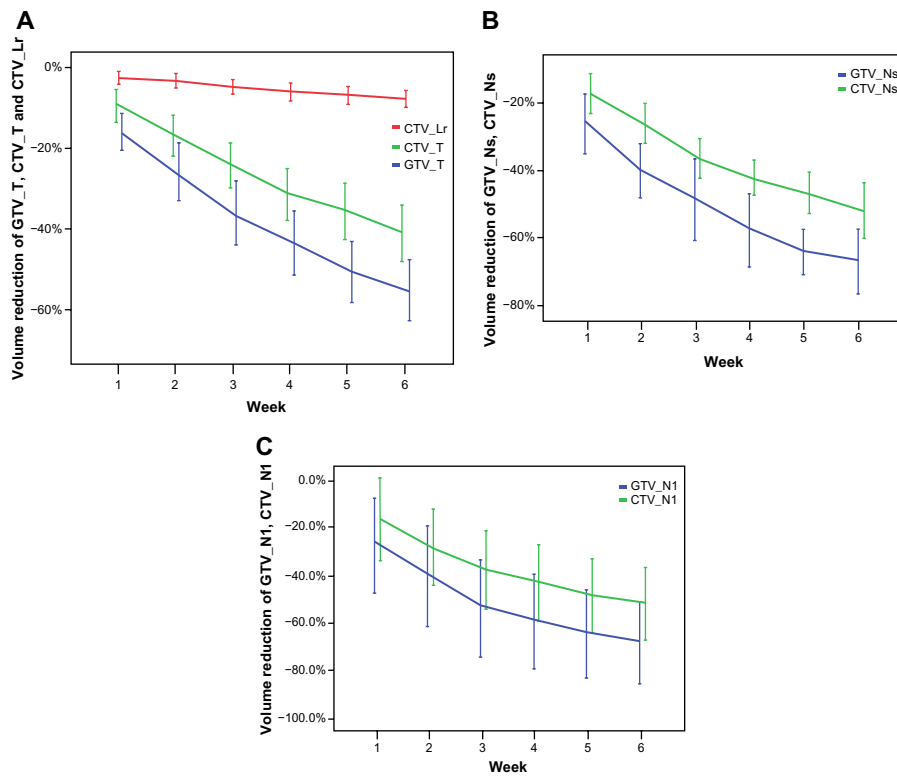 A
Volume reduction of GTV_T, CTV_T and CTV_Lr
0%
−20%
−40%
−60%
CTV_Lr
CTV_T
GTV_T
1 2 3 4 5 6
Week
B
Volume reduction of GTV_Ns, CTV_Ns
−20%
−40%
−60%
−80%
GTV_Ns
CTV_Ns
1 2 3 4 5 6
Week
C
Volume reduction of GTV_N1, CTV_N1
0.0%
−20.0%
−40.0%
−60.0%
−80.0%
−100.0%
GTV_N1
CTV_N1
1 2 3 4 5 6
Week